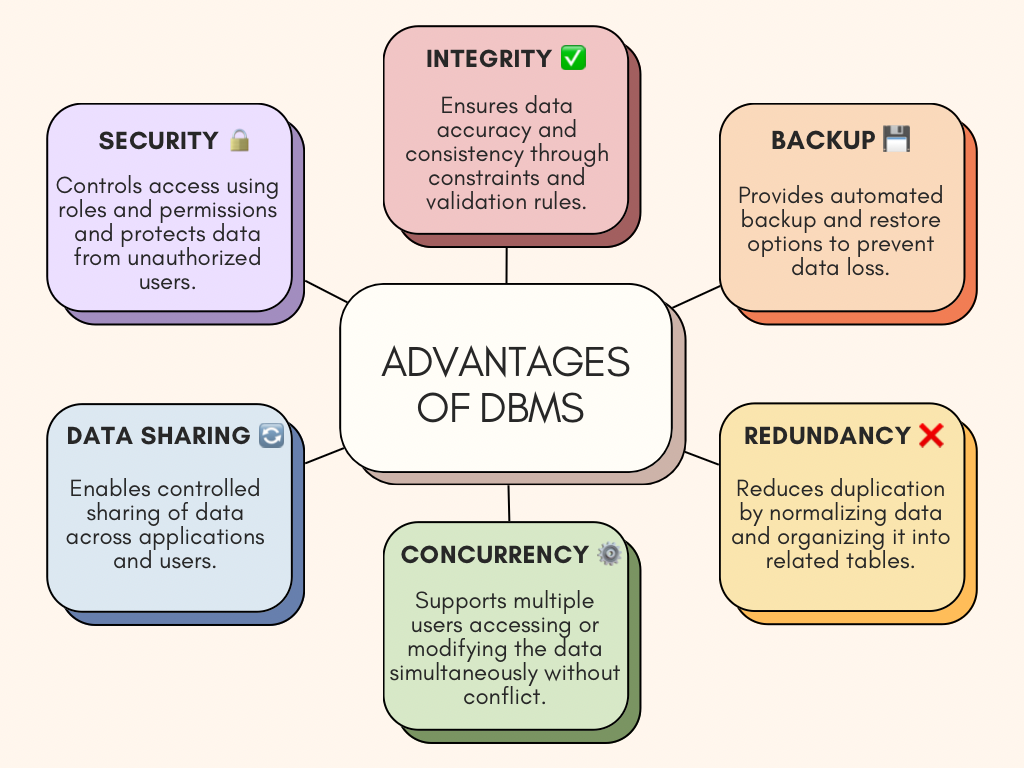 INTEGRITY ✅
Ensures data
accuracy and
consistency through
constraints and
validation rules.
SECURITY 🔒
Controls access using
roles and permissions
and protects data
from unauthorized
users.
BACKUP 💾
Provides automated
backup and restore
options to prevent
data loss.
ADVANTAGES
OF DBMS
DATA SHARING 🔄
Enables controlled
sharing of data
across applications
and users.
REDUNDANCY ❌
Reduces duplication
by normalizing data
and organizing it into
related tables.
CONCURRENCY ⚙️
Supports multiple
users accessing or
modifying the data
simultaneously without
conflict.